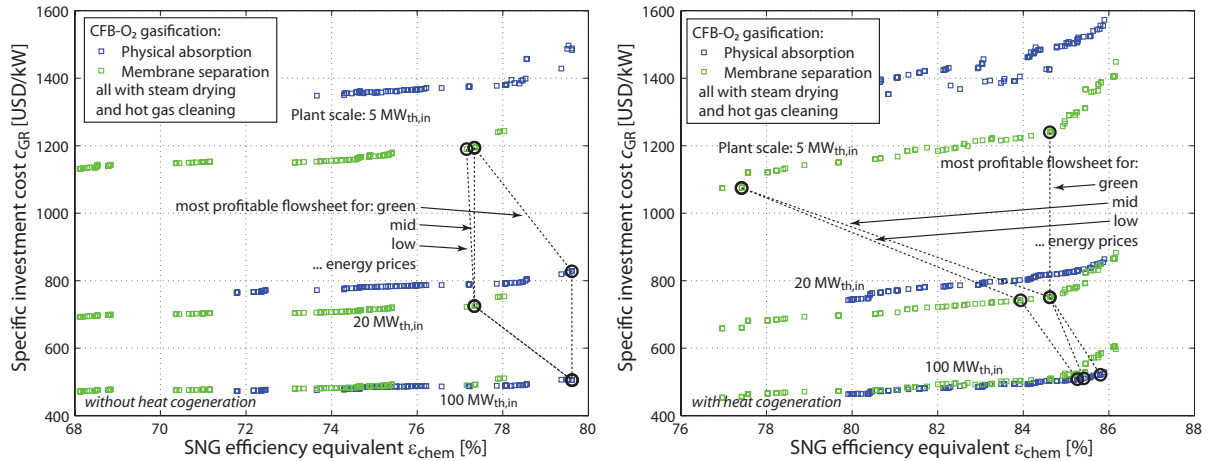 1600
1400
1200
1000
800
600
400
Specific investment cost c_GR [USD/kW]
CFB-O₂ gasification:
Physical absorption
Membrane separation
all with steam drying
and hot gas cleaning
Plant scale: 5 MW_th,in
most profitable flowsheet for: green
mid
low
... energy prices
20 MW_th,in
100 MW_th,in
without heat cogeneration
68 70 72 74 76 78 80
SNG efficiency equivalent ε_chem [%]
1600
1400
1200
1000
800
600
400
Specific investment cost c_GR [USD/kW]
CFB-O₂ gasification:
Physical absorption
Membrane separation
all with steam drying
and hot gas cleaning
Plant scale: 5 MW_th,in
most profitable flowsheet for:
green
mid
low
... energy prices
20 MW_th,in
100 MW_th,in
with heat cogeneration
76 78 80 82 84 86 88
SNG efficiency equivalent ε_chem [%]